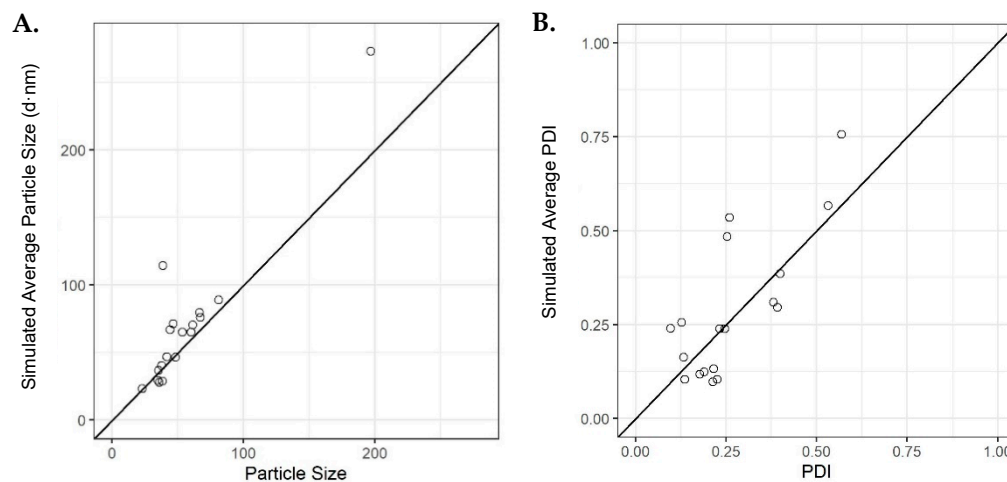 A.
Simulated Average Particle Size (d·nm)
200
100
0
0 100 200
Particle Size
B.
Simulated Average PDI
1.00
0.75
0.50
0.25
0.00
0.00 0.25 0.50 0.75 1.00
PDI